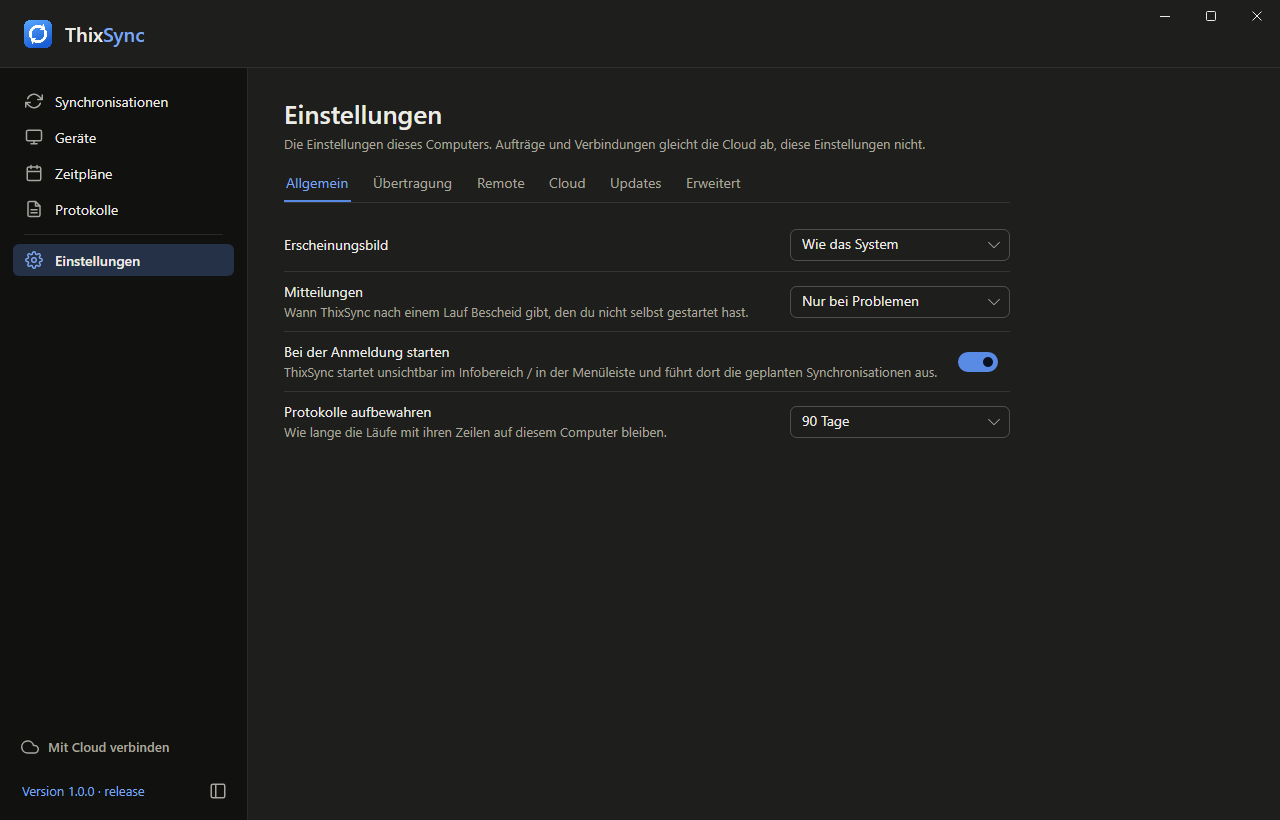 ThixSync
Synchronisationen
Geräte
Zeitpläne
Protokolle
Einstellungen
Mit Cloud verbinden
Version 1.0.0 · release
Einstellungen
Die Einstellungen dieses Computers. Aufträge und Verbindungen gleicht die Cloud ab, diese Einstellungen nicht.
Allgemein Übertragung Remote Cloud Updates Erweitert
Erscheinungsbild Wie das System
Mitteilungen
Wann ThixSync nach einem Lauf Bescheid gibt, den du nicht selbst gestartet hast.
Nur bei Problemen
Bei der Anmeldung starten
ThixSync startet unsichtbar im Infobereich / in der Menüleiste und führt dort die geplanten Synchronisationen aus.
Protokolle aufbewahren
Wie lange die Läufe mit ihren Zeilen auf diesem Computer bleiben.
90 Tage